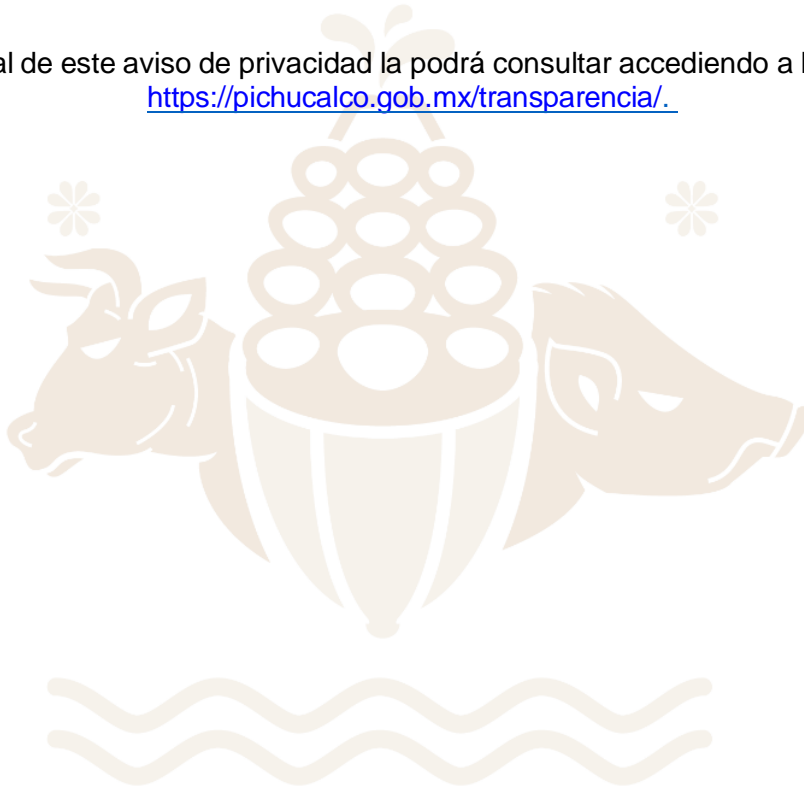 al de este aviso de privacidad la podrá consultar accediendo a
https://pichucalco.gob.mx/transparencia/.